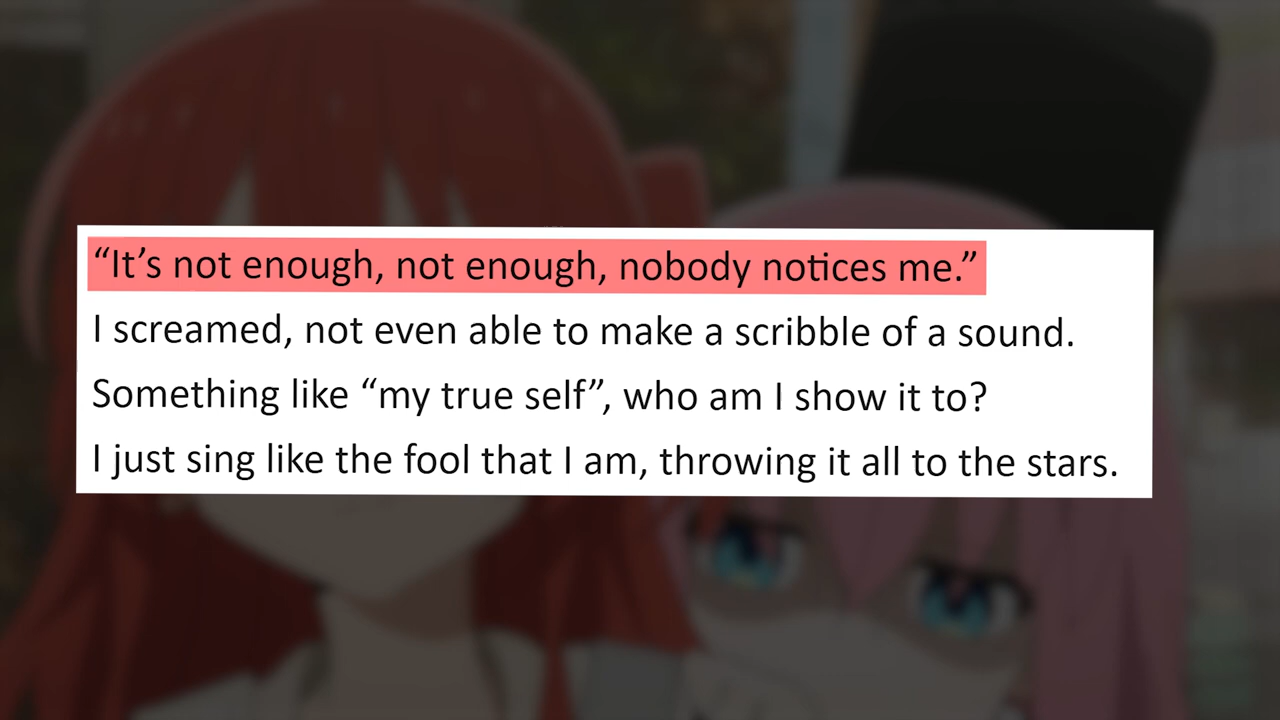 “It’s not enough, not enough, nobody notices me.”
I screamed, not even able to make a scribble of a sound.
Something like “my true self”, who am I show it to?
I just sing like the fool that I am, throwing it all to the stars.